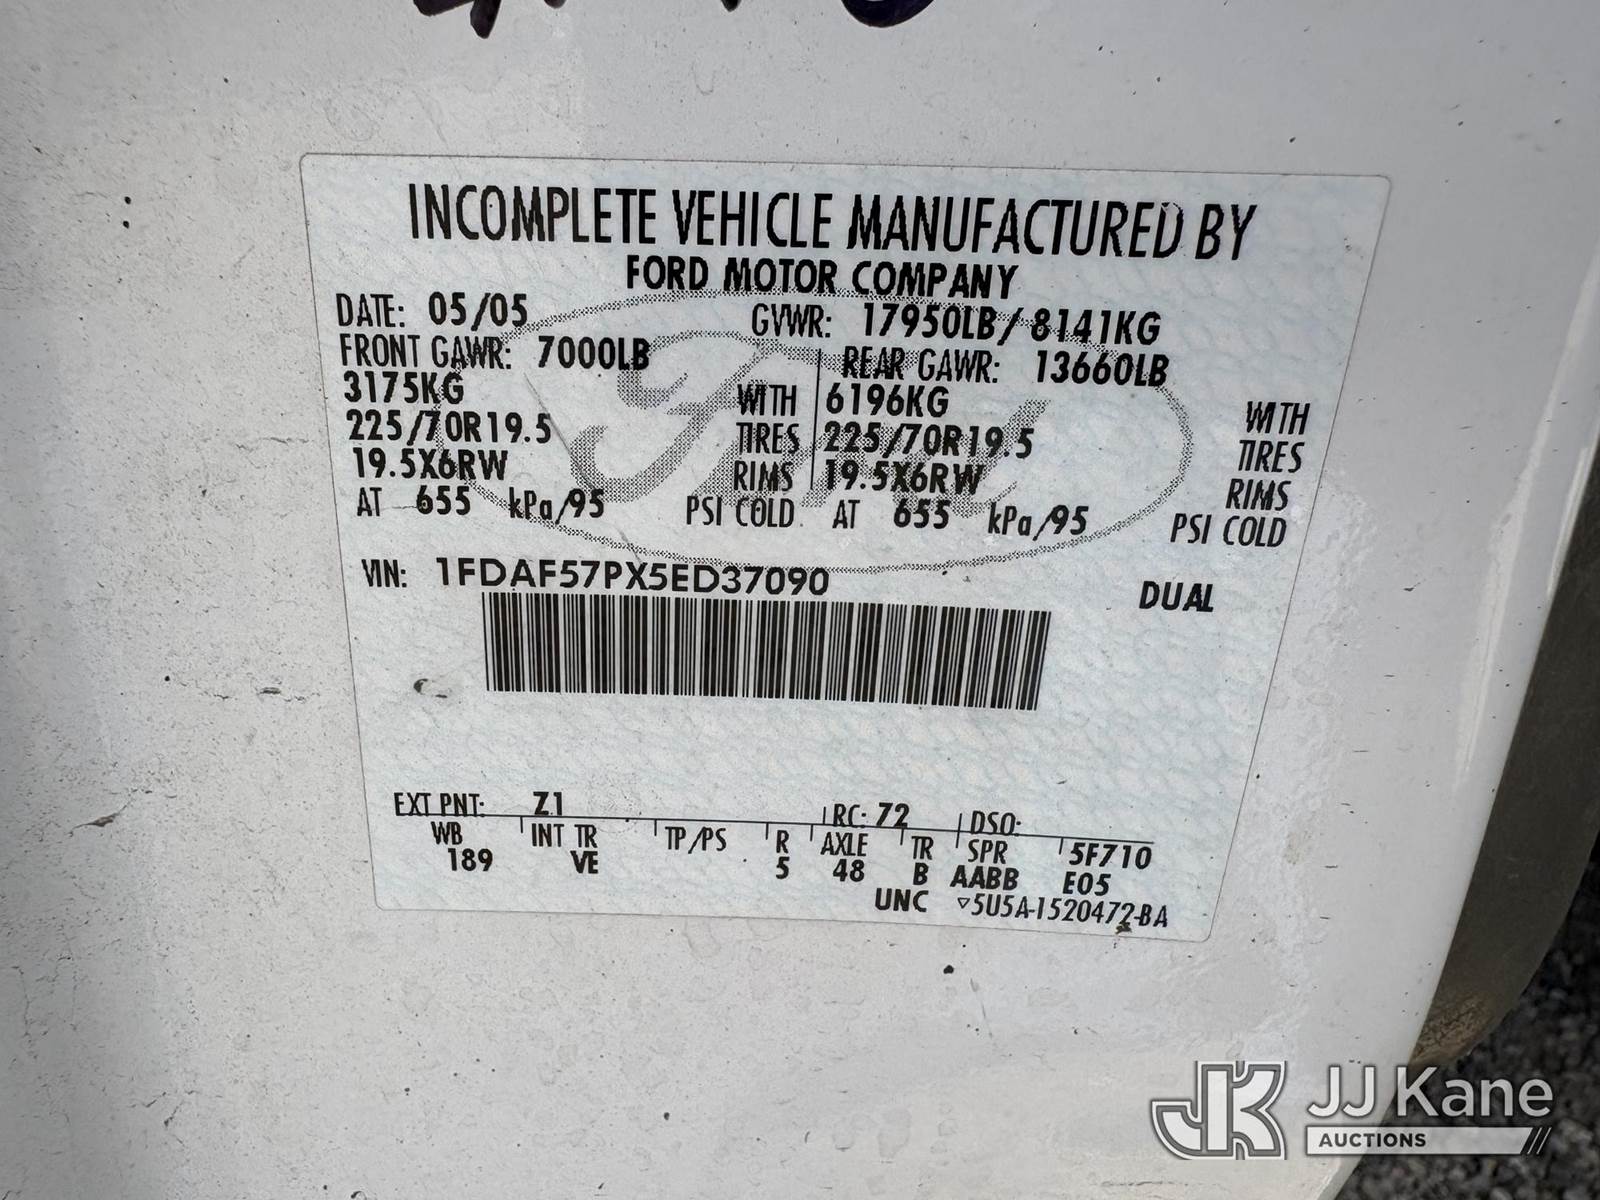 INCOMPLETE VEHICLE MANUFACTURED BY
FORD MOTOR COMPANY
DATE: 05/05 GVWR: 17950LB/ 8141KG
FRONT GAWR: 7000LB REAR GAWR: 13660LB
3175KG WITH 6196KG WITH
225/70R19.5 TIRES 225/70R19.5 TIRES
19.5X6RW RIMS 19.5X6RW RIMS
AT 655 kPa/95 PSI COLD AT 655 kPa/95 PSI COLD
VIN: 1FDAF57PX5ED37090 DUAL
EXT PNT: Z1 RC: 72 DSO:
WB INT TR TP/PS R AXLE TR SPR 5F710
189 VE 5 48 B AABB E05
UNC ▽5U5A-1520472-BA
Ford
JK JJ Kane
AUCTIONS